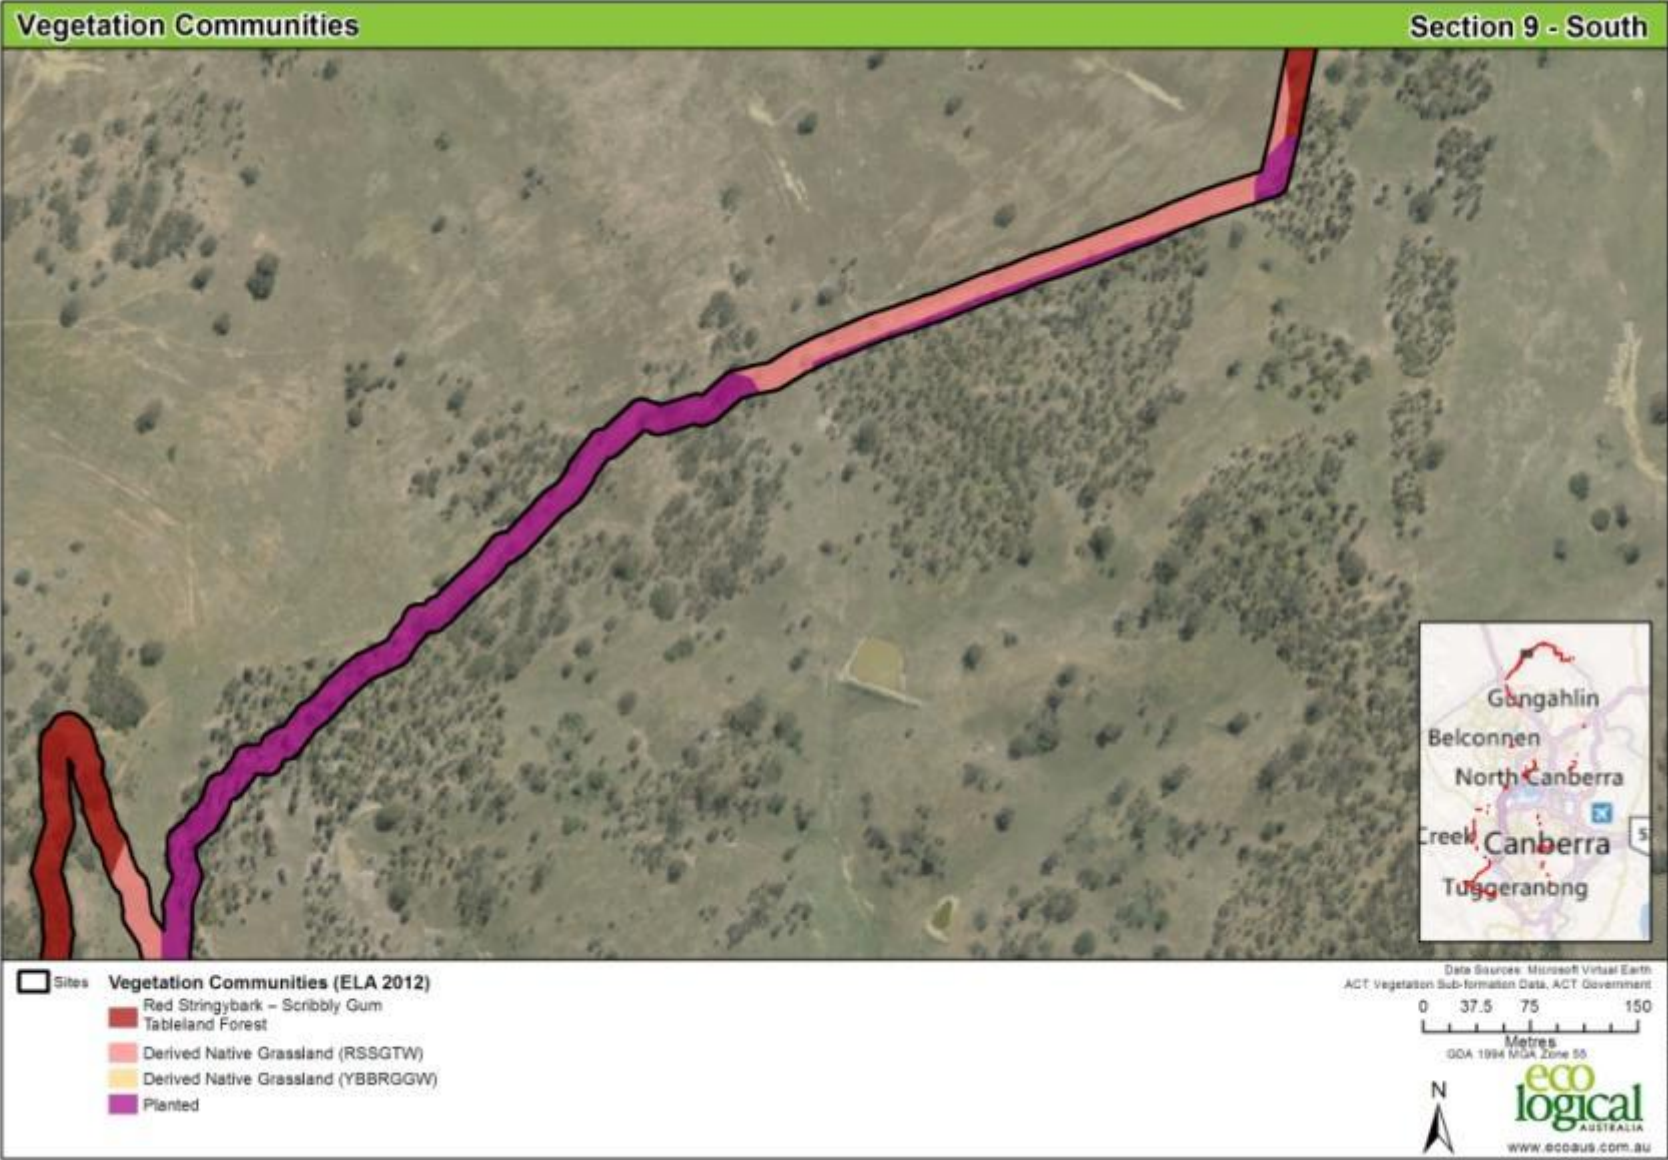 Vegetation Communities
Section 9 - South
Gungahlin
Belconnen
North Canberra
Creek
Canberra
5
Tuggeranong
Sites
Vegetation Communities (ELA 2012)
Red Stringybark – Scribbly Gum
Tableland Forest
Derived Native Grassland (RSSGTW)
Derived Native Grassland (YBBRGGW)
Planted
Data Sources: Microsoft Virtual Earth
ACT Vegetation Sub-formation Data, ACT Government
0 37.5 75 150
Metres
GDA 1994 MGA Zone 55
N
eco
logical
AUSTRALIA
www.ecoaus.com.au